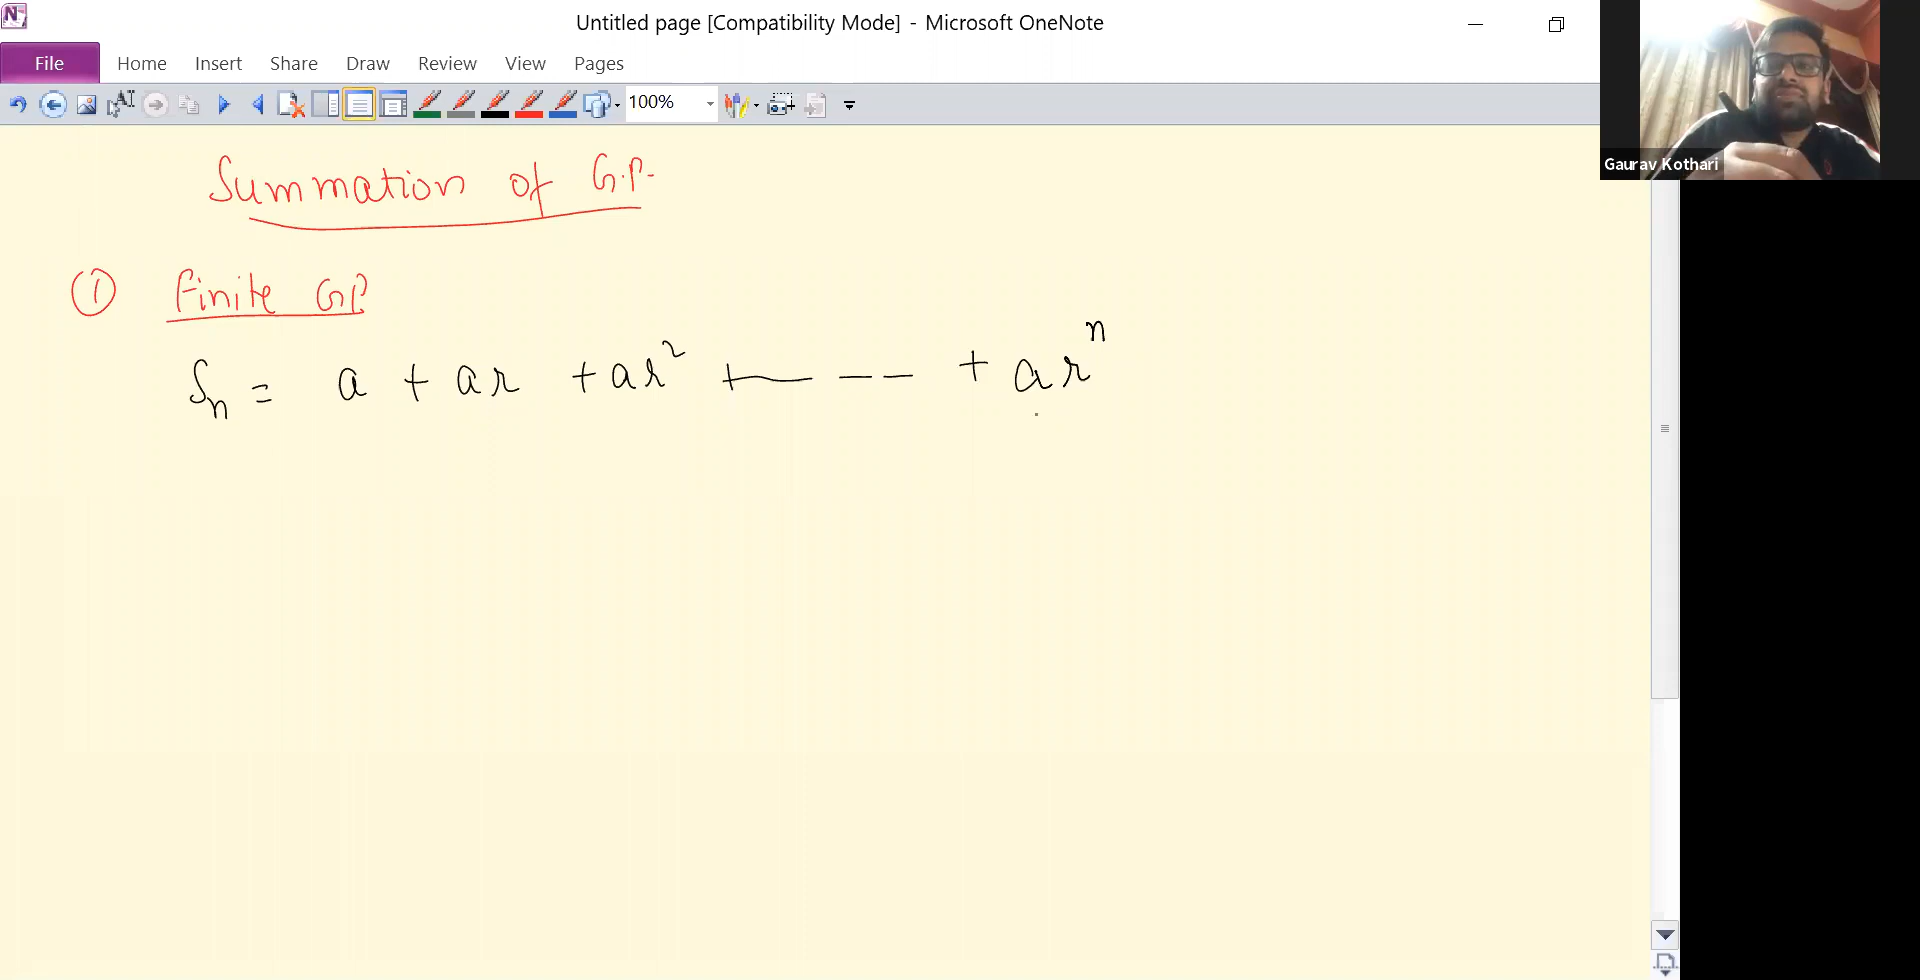 Untitled page [Compatibility Mode] - Microsoft OneNote
File Home Insert Share Draw Review View Pages
100%
Gaurav Kothari
Summation of G.P.
① Finite GP
Sₙ = a + ar + ar² + ——— — — + arⁿ